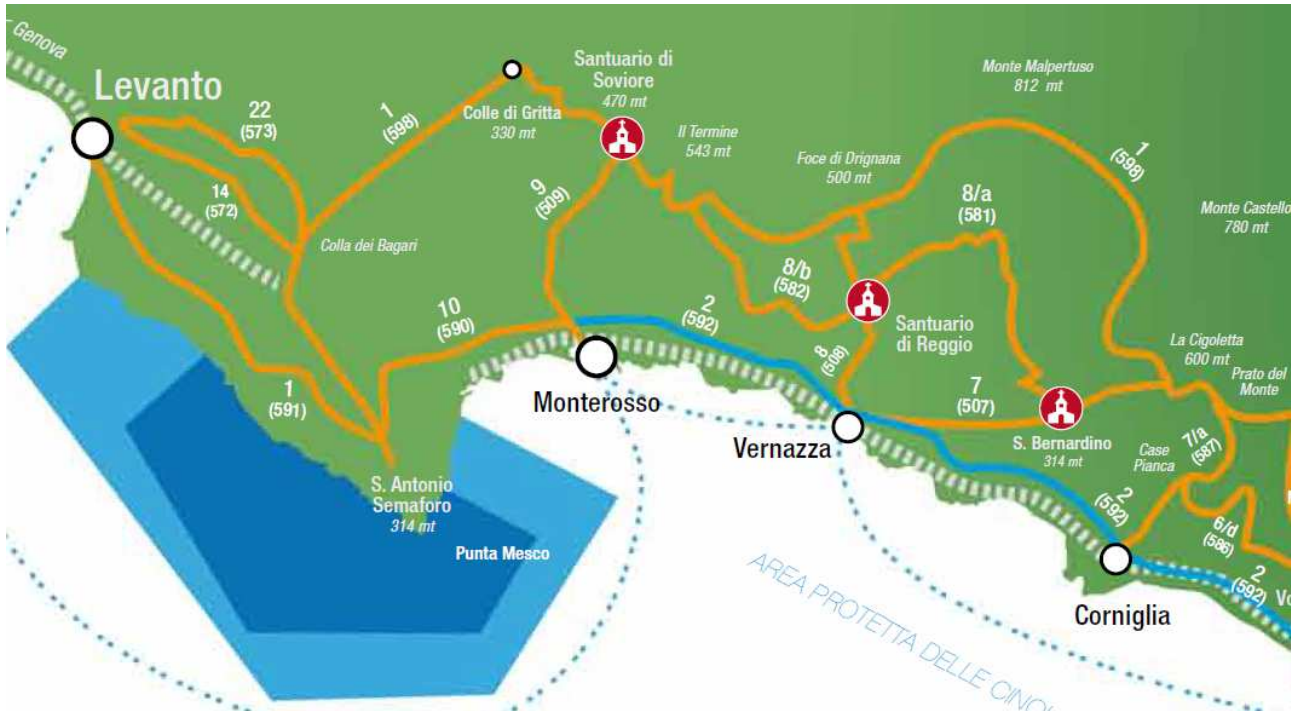 - Genova
Levanto
22
(573)
1
(598)
14
(572)
Colla dei Bagari
Colle di Gritta
330 mt
Santuario di
Soviore
470 mt
Il Termine
543 mt
9
(509)
Foce di Drignana
500 mt
Monte Malpertuso
812 mt
8/a
(581)
1
(598)
Monte Castello
780 mt
8/b
(582)
Santuario
di Reggio
10
(590)
2
(592)
8
(508)
La Cigoletta
600 mt
Prato del
Monte
7
(507)
1
(591)
Monterosso
Vernazza
S. Bernardino
314 mt
Case
Pianca
7/a
(587)
S. Antonio
Semaforo
314 mt
Punta Mesco
2
(592)
6/d
(586)
2
(592)
Corniglia
AREA PROTETTA DELLE